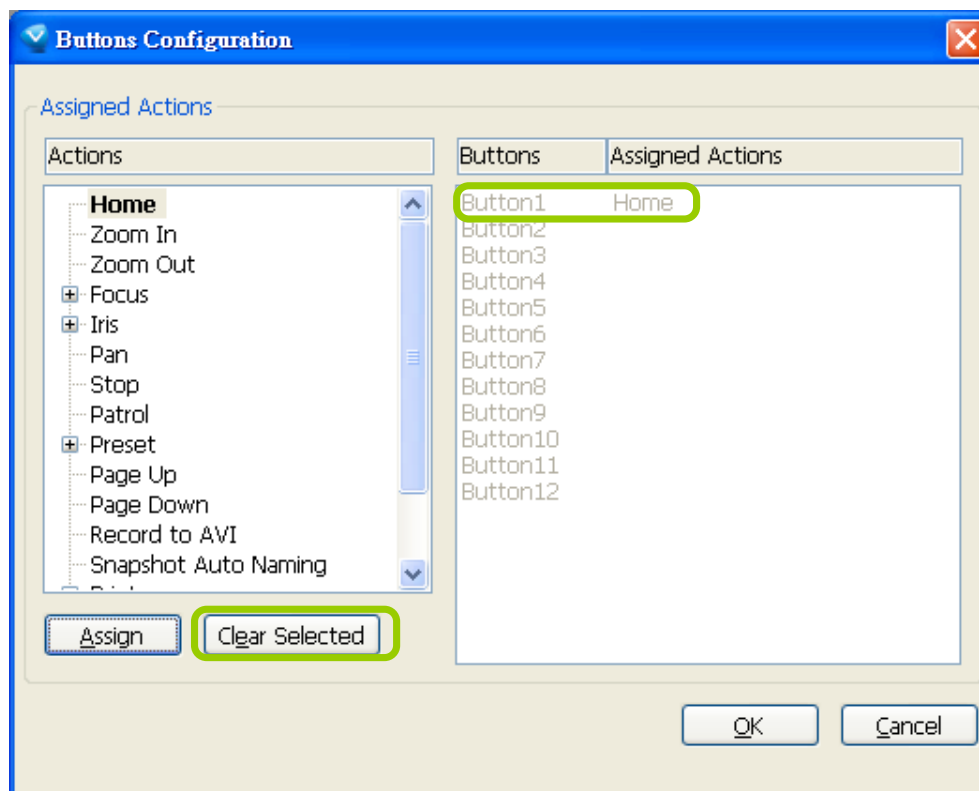 Buttons Configuration
Assigned Actions
Actions
Buttons Assigned Actions
Home
Zoom In
Zoom Out
Focus
Iris
Pan
Stop
Patrol
Preset
Page Up
Page Down
Record to AVI
Snapshot Auto Naming
Button1 Home
Button2
Button3
Button4
Button5
Button6
Button7
Button8
Button9
Button10
Button11
Button12
Assign
Clear Selected
OK
Cancel